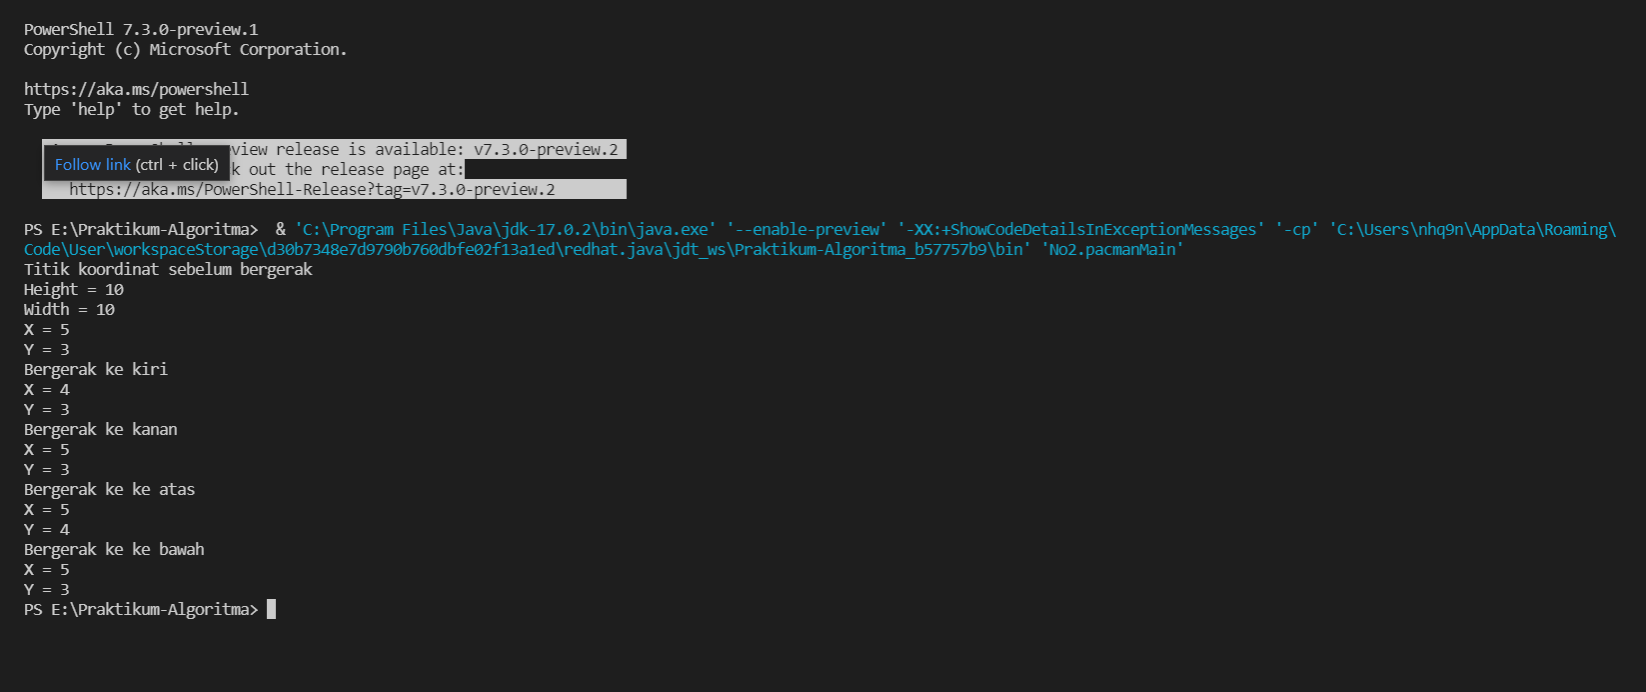 PowerShell 7.3.0-preview.1
Copyright (c) Microsoft Corporation.
https://aka.ms/powershell
Type 'help' to get help.
view release is available: v7.3.0-preview.2
Follow link (ctrl + click)
k out the release page at:
https://aka.ms/PowerShell-Release?tag=v7.3.0-preview.2
PS E:\Praktikum-Algoritma>  & 'C:\Program Files\Java\jdk-17.0.2\bin\java.exe' '--enable-preview' '-XX:+ShowCodeDetailsInExceptionMessages' '-cp' 'C:\Users\nhq9n\AppData\Roaming\
Code\User\workspaceStorage\d30b7348e7d9790b760dbfe02f13a1ed\redhat.java\jdt_ws\Praktikum-Algoritma_b57757b9\bin' 'No2.pacmanMain'
Titik koordinat sebelum bergerak
Height = 10
Width = 10
X = 5
Y = 3
Bergerak ke kiri
X = 4
Y = 3
Bergerak ke kanan
X = 5
Y = 3
Bergerak ke ke atas
X = 5
Y = 4
Bergerak ke ke bawah
X = 5
Y = 3
PS E:\Praktikum-Algoritma>